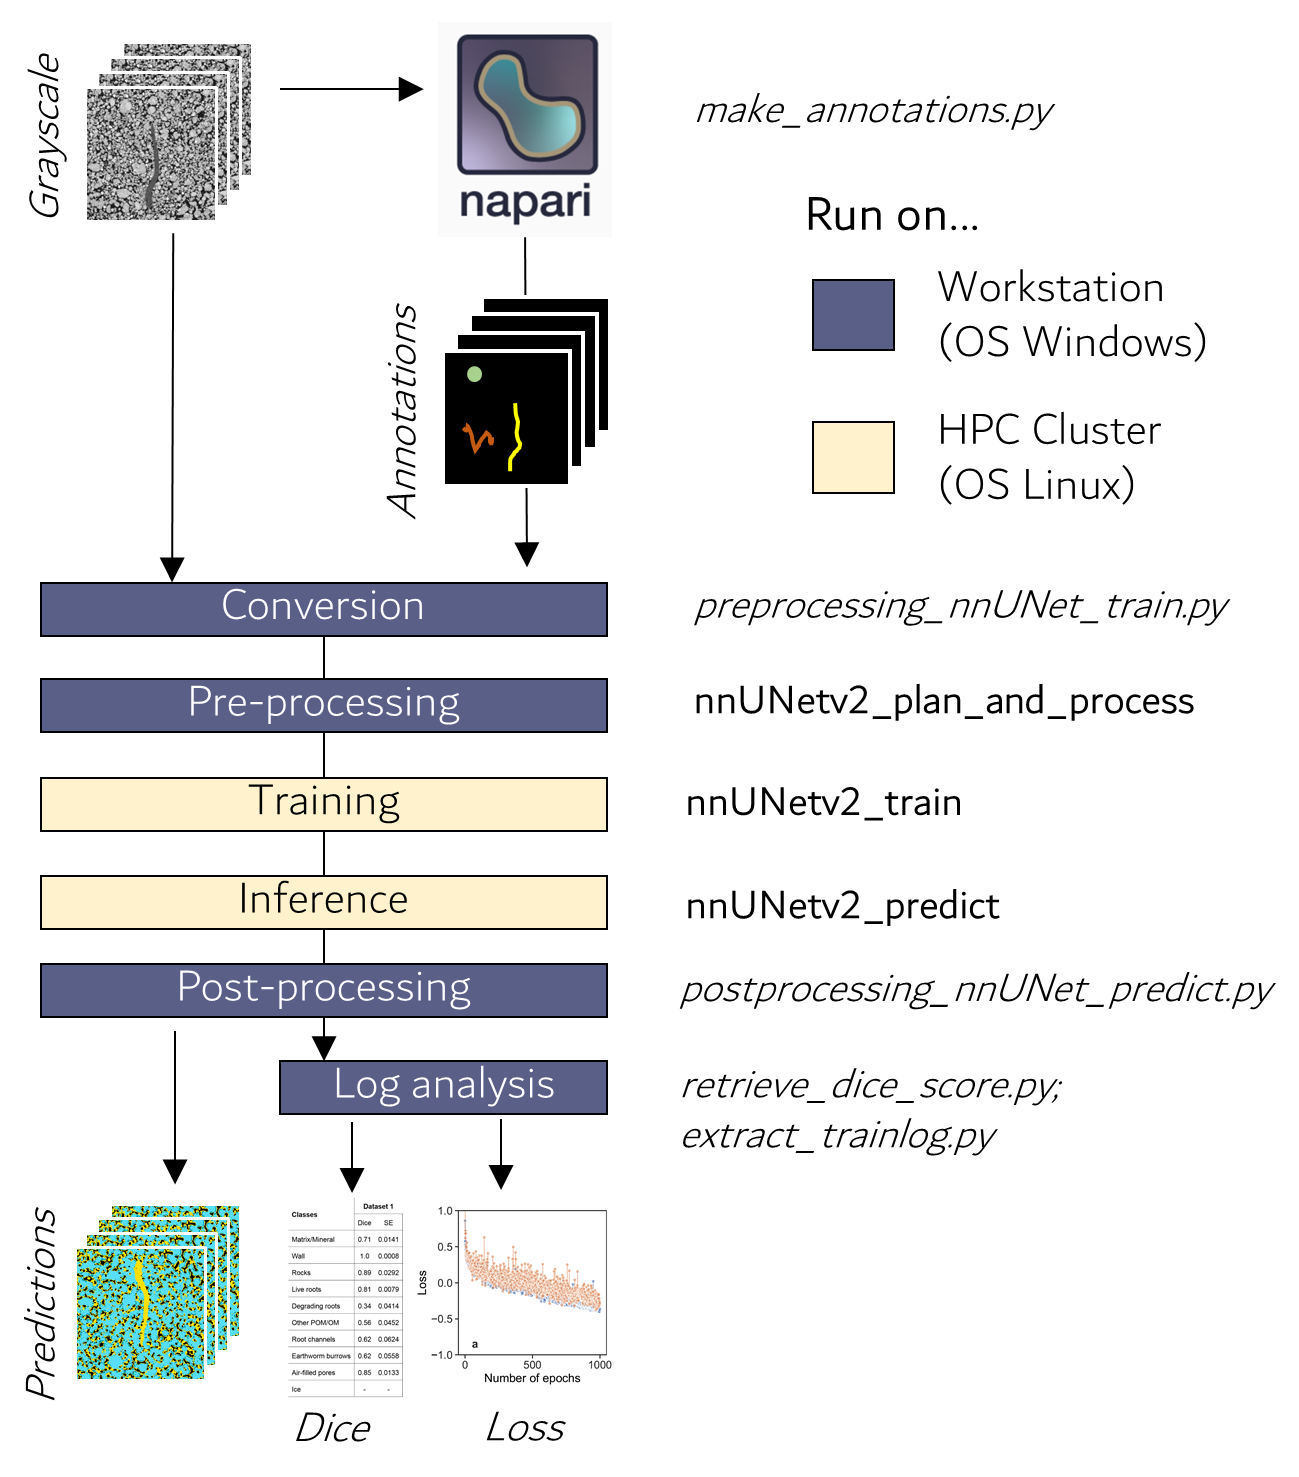 Grayscale
napari
make_annotations.py
Run on...
Workstation
(OS Windows)
HPC Cluster
(OS Linux)
Annotations
Conversion
preprocessing_nnUNet_train.py
Pre-processing
nnUNetv2_plan_and_process
Training
nnUNetv2_train
Inference
nnUNetv2_predict
Post-processing
postprocessing_nnUNet_predict.py
Log analysis
retrieve_dice_score.py;
extract_trainlog.py
Predictions
Classes Dataset 1
Dice SE
Matrix/Mineral 0.71 0.0141
Wall 1.0 0.0008
Rocks 0.89 0.0292
Live roots 0.81 0.0079
Degrading roots 0.34 0.0414
Other POM/OM 0.56 0.0452
Root channels 0.62 0.0624
Earthworm burrows 0.62 0.0558
Air-filled pores 0.85 0.0133
Ice - -
Dice
1.0
0.5
0.0
−0.5
−1.0
Loss
a
0 500 1000
Number of epochs
Loss